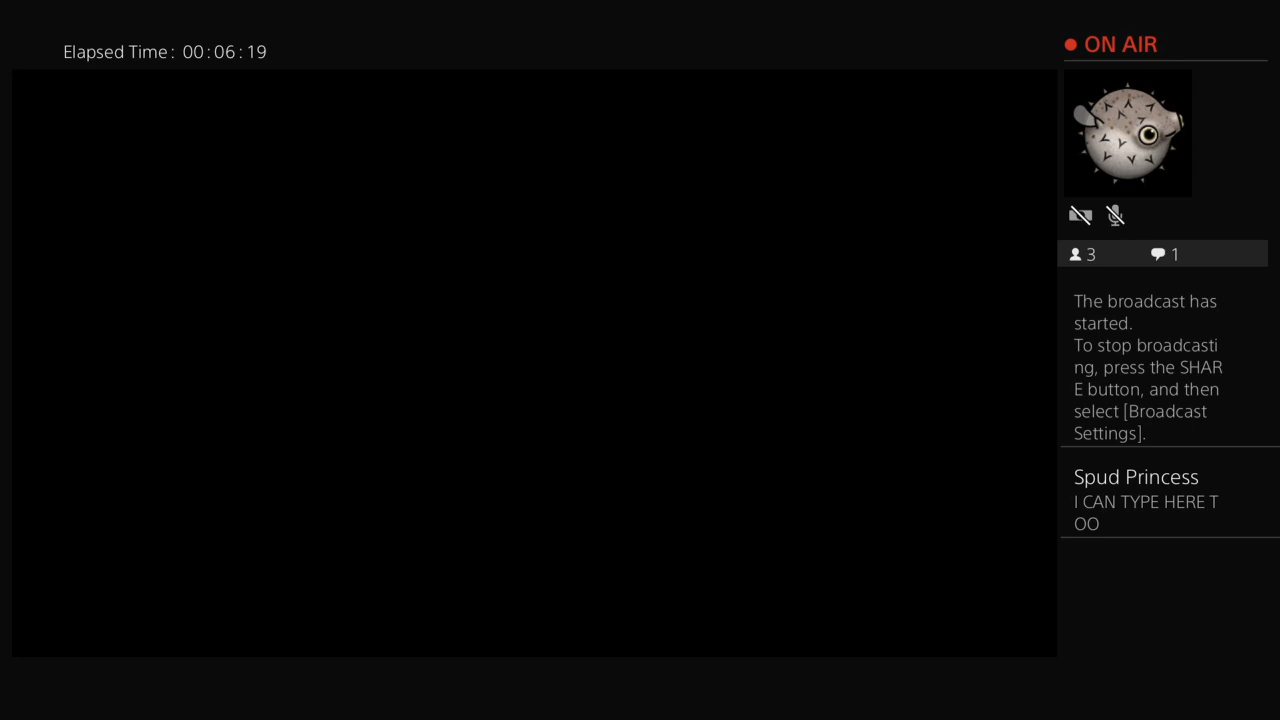 Elapsed Time: 00:06:19
ON AIR
3 1
The broadcast has
started.
To stop broadcasti
ng, press the SHAR
E button, and then
select [Broadcast
Settings].
Spud Princess
I CAN TYPE HERE T
OO